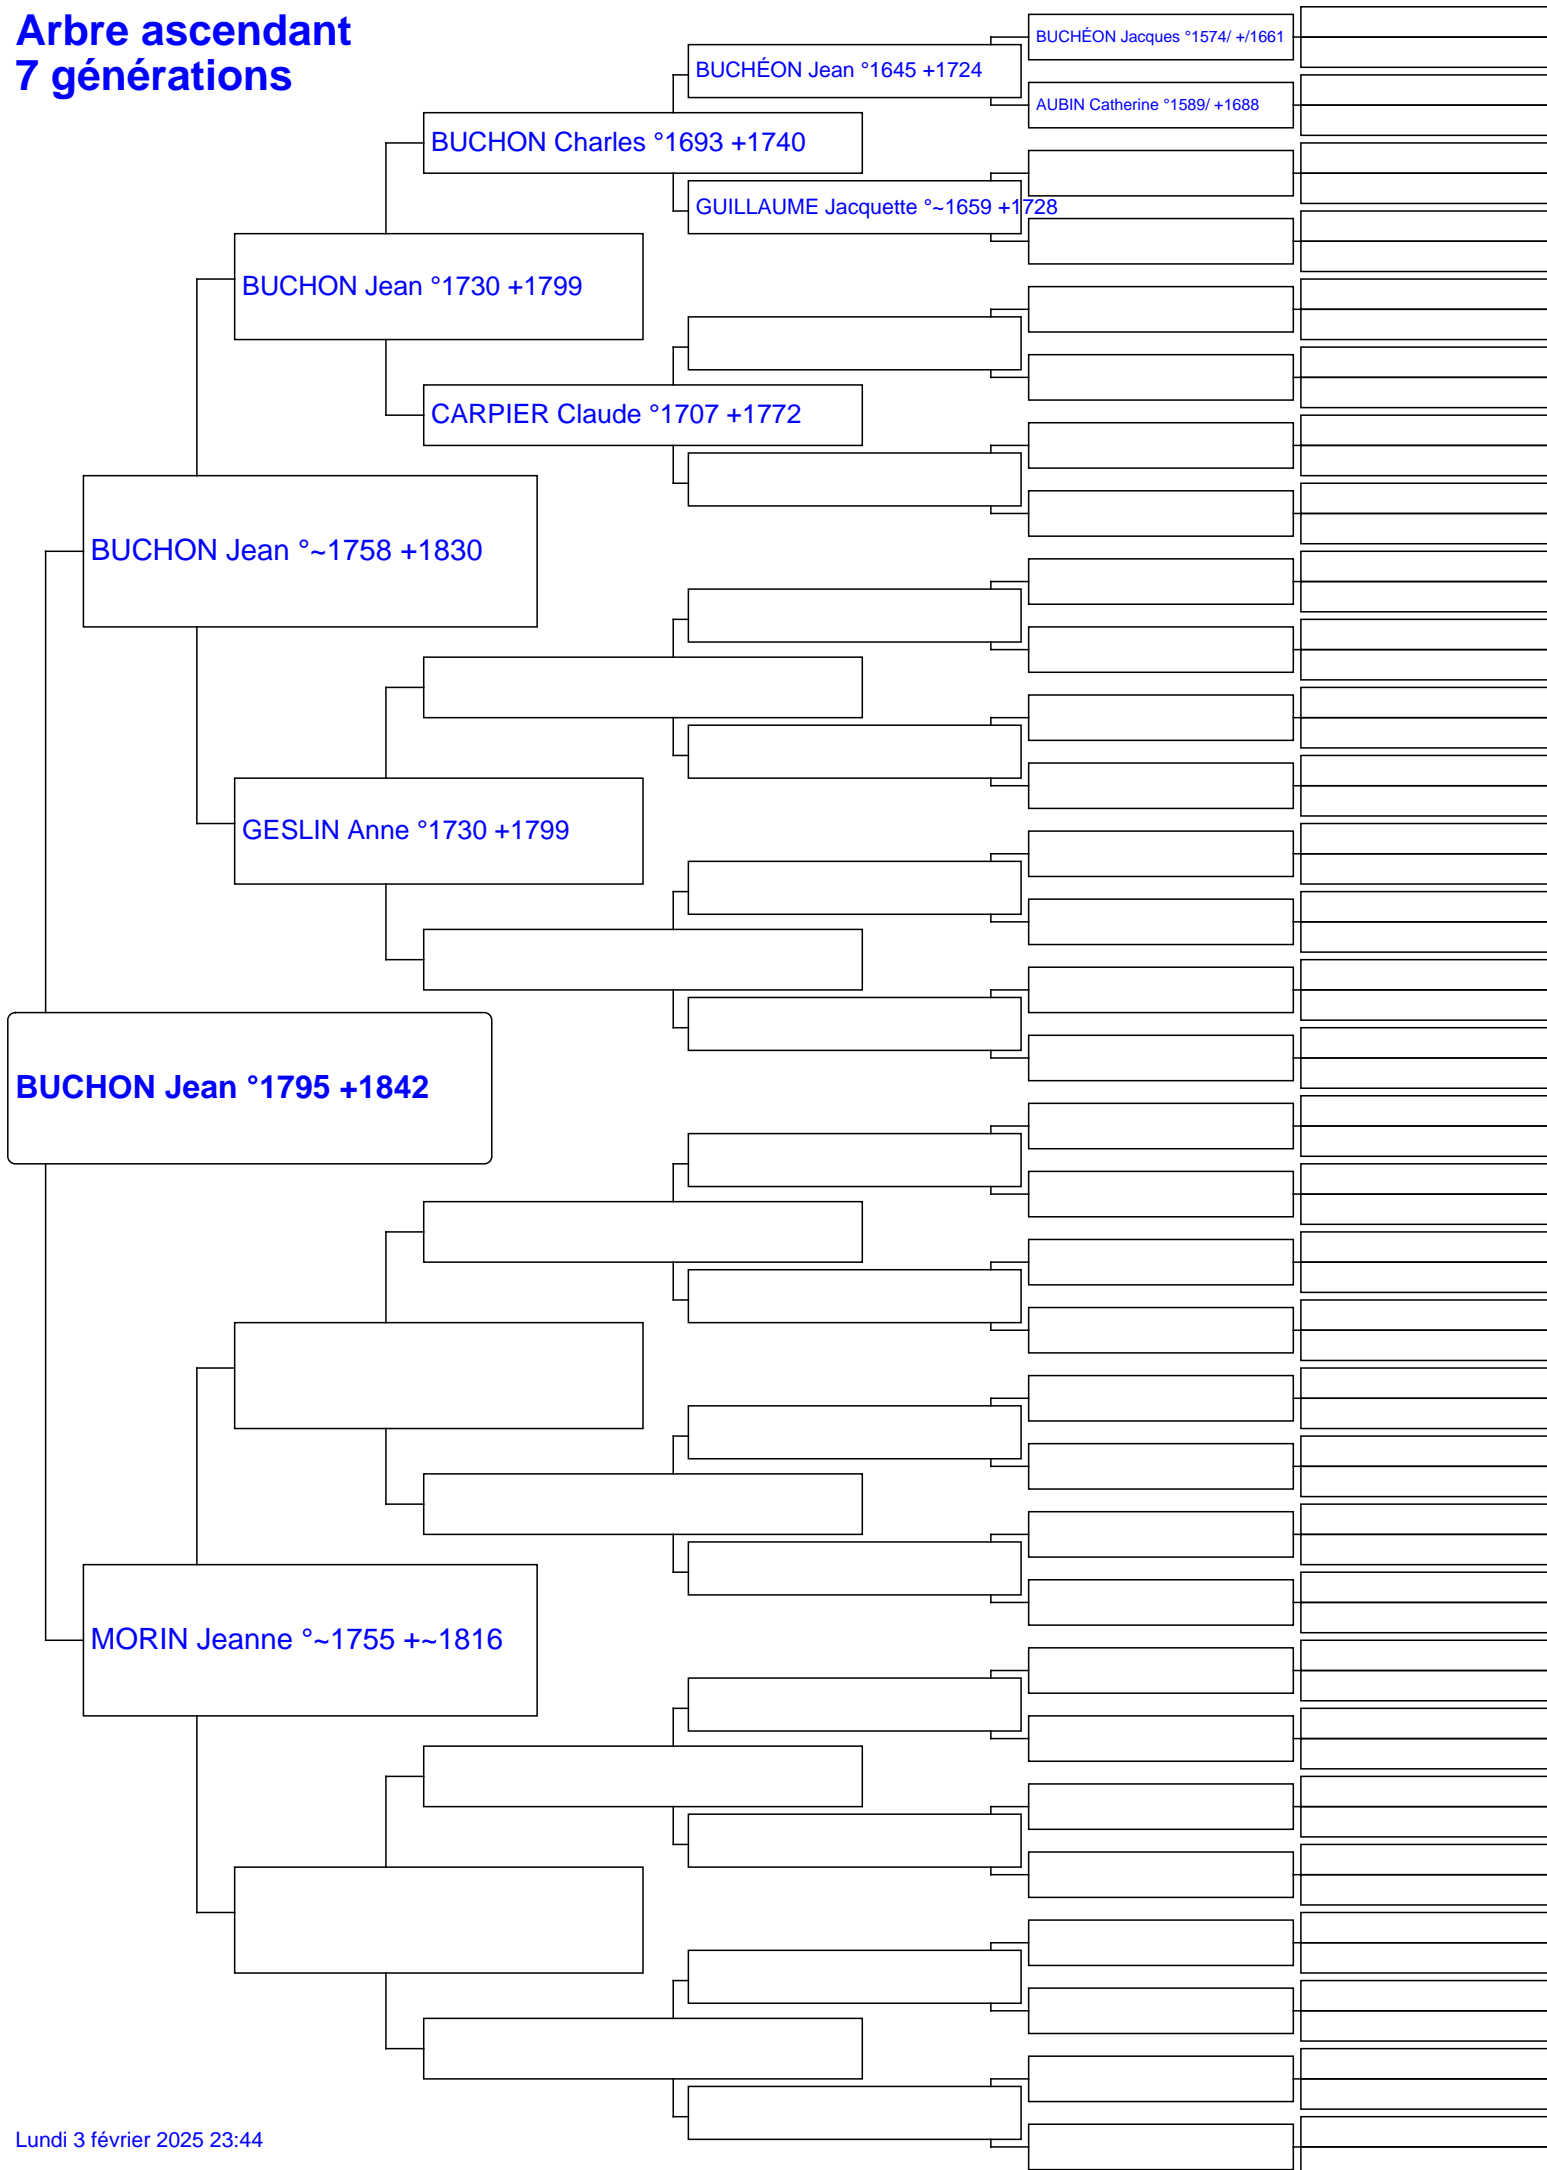 Arbre ascendant
7 générations
BUCHÉON Jacques °1574/ +/1661
BUCHÉON Jean °1645 +1724
AUBIN Catherine °1589/ +1688
BUCHON Charles °1693 +1740
GUILLAUME Jacquette °~1659 +1728
BUCHON Jean °1730 +1799
CARPIER Claude °1707 +1772
BUCHON Jean °~1758 +1830
GESLIN Anne °1730 +1799
BUCHON Jean °1795 +1842
MORIN Jeanne °~1755 +~1816
Lundi 3 février 2025 23:44